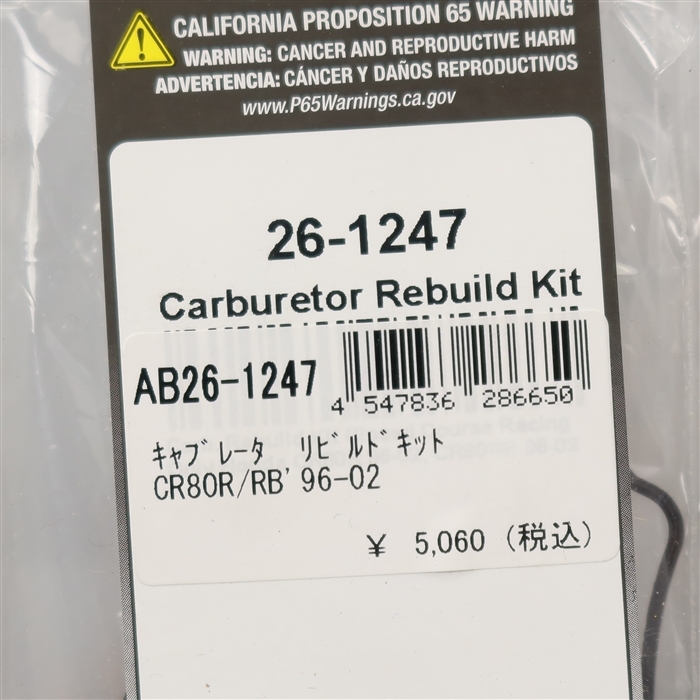 CALIFORNIA PROPOSITION 65 WARNING
WARNING: CANCER AND REPRODUCTIVE HARM
ADVERTENCIA: CÁNCER Y DAÑOS REPRODUCTIVOS
www.P65Warnings.ca.gov
26-1247
Carburetor Rebuild Kit
AB26-1247
4 547836 286650
ｷｬﾌﾞﾚｰﾀ ﾘﾋﾞﾙﾄﾞｷｯﾄ
CR80R/RB' 96-02
¥ 5,060 (税込)